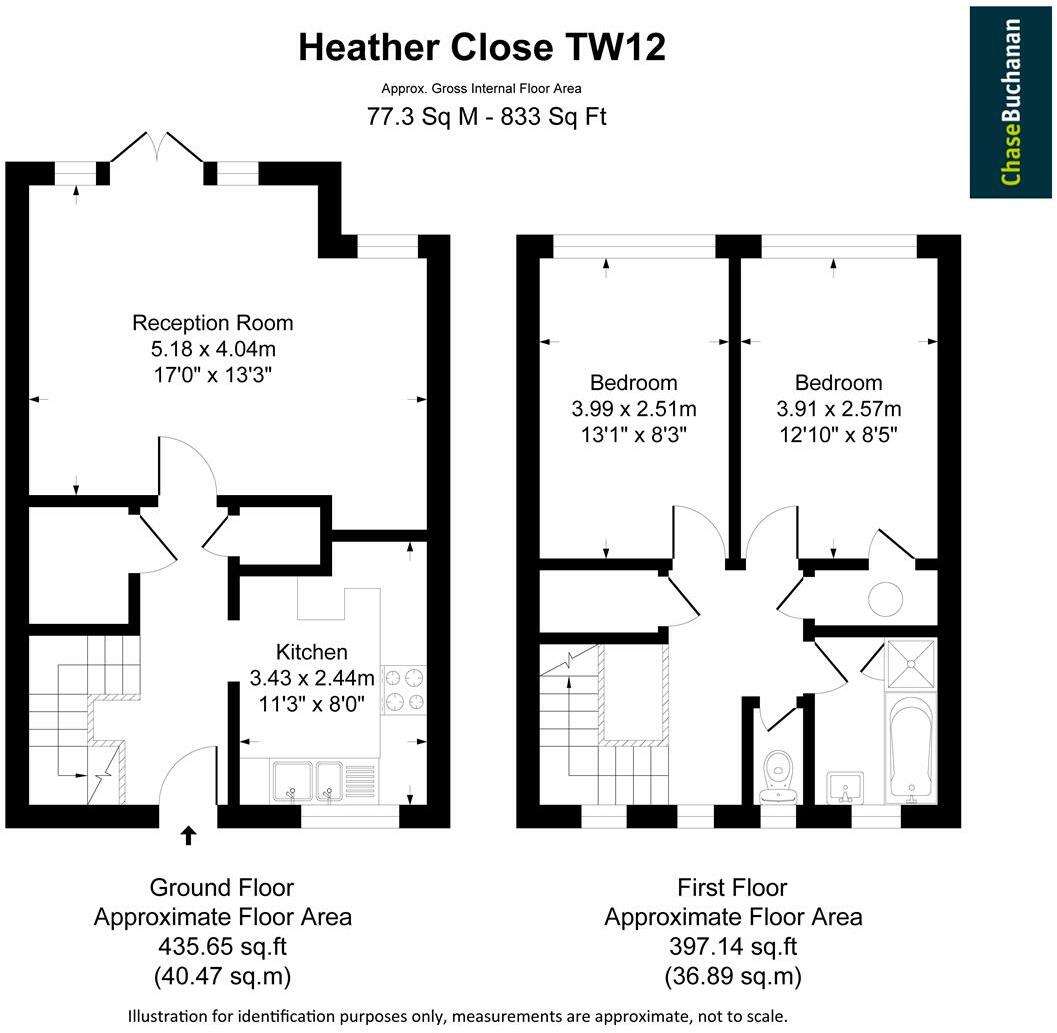 Heather Close TW12
Approx. Gross Internal Floor Area
77.3 Sq M - 833 Sq Ft
ChaseBuchanan
Reception Room
5.18 x 4.04m
17'0" x 13'3"
Kitchen
3.43 x 2.44m
11'3" x 8'0"
Bedroom
3.99 x 2.51m
13'1" x 8'3"
Bedroom
3.91 x 2.57m
12'10" x 8'5"
Ground Floor
Approximate Floor Area
435.65 sq.ft
(40.47 sq.m)
First Floor
Approximate Floor Area
397.14 sq.ft
(36.89 sq.m)
Illustration for identification purposes only, measurements are approximate, not to scale.